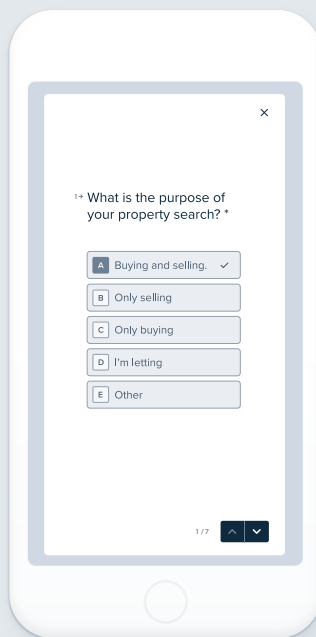 1→ What is the purpose of
your property search? *
A Buying and selling.
B Only selling
C Only buying
D I'm letting
E Other
1 / 7